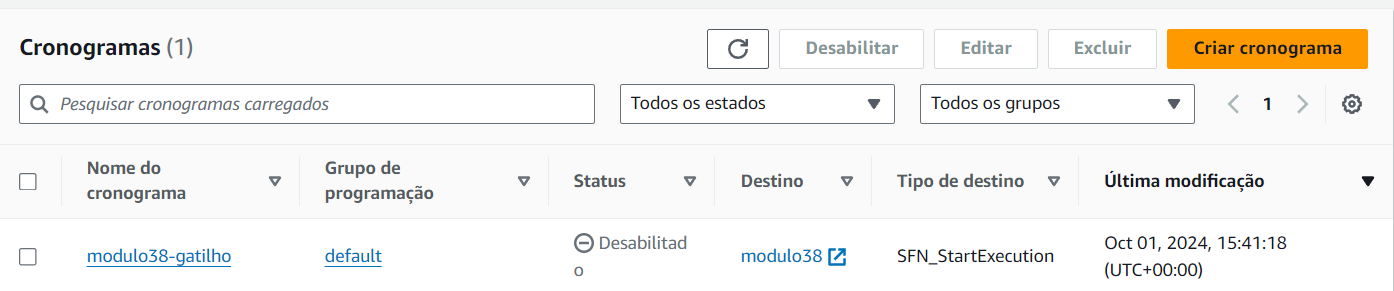 Cronogramas (1)
Desabilitar
Editar
Excluir
Criar cronograma
Pesquisar cronogramas carregados
Todos os estados
Todos os grupos
1
Nome do
cronograma
Grupo de
programação
Status
Destino
Tipo de destino
Última modificação
modulo38-gatilho
default
Desabilitad
o
modulo38
SFN_StartExecution
Oct 01, 2024, 15:41:18
(UTC+00:00)